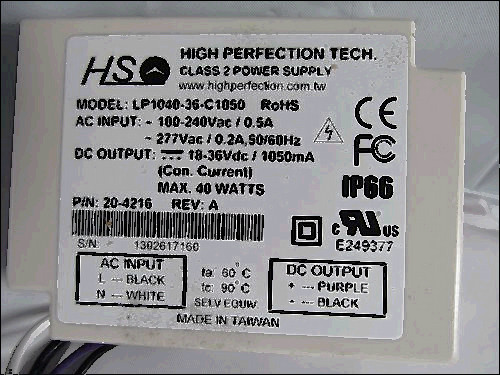 HS
HIGH PERFECTION TECH.
CLASS 2 POWER SUPPLY
www.highperfection.com.tw
MODEL: LP1040-36-C1050 RoHS
AC INPUT: ~ 100-240Vac / 0.5A
~ 277Vac / 0.2A,50/60Hz
DC OUTPUT: 18-36Vdc / 1050mA
(Con. Current)
MAX. 40 WATTS
CE
FC
IP66
P/N: 20-4216 REV: A
S/N: 1302617160
c RU US
E249377
AC INPUT
L --- BLACK
N --- WHITE
ta: 60°C
tc: 90°C
SELV EQUIV.
DC OUTPUT
+ --- PURPLE
- --- BLACK
MADE IN TAIWAN